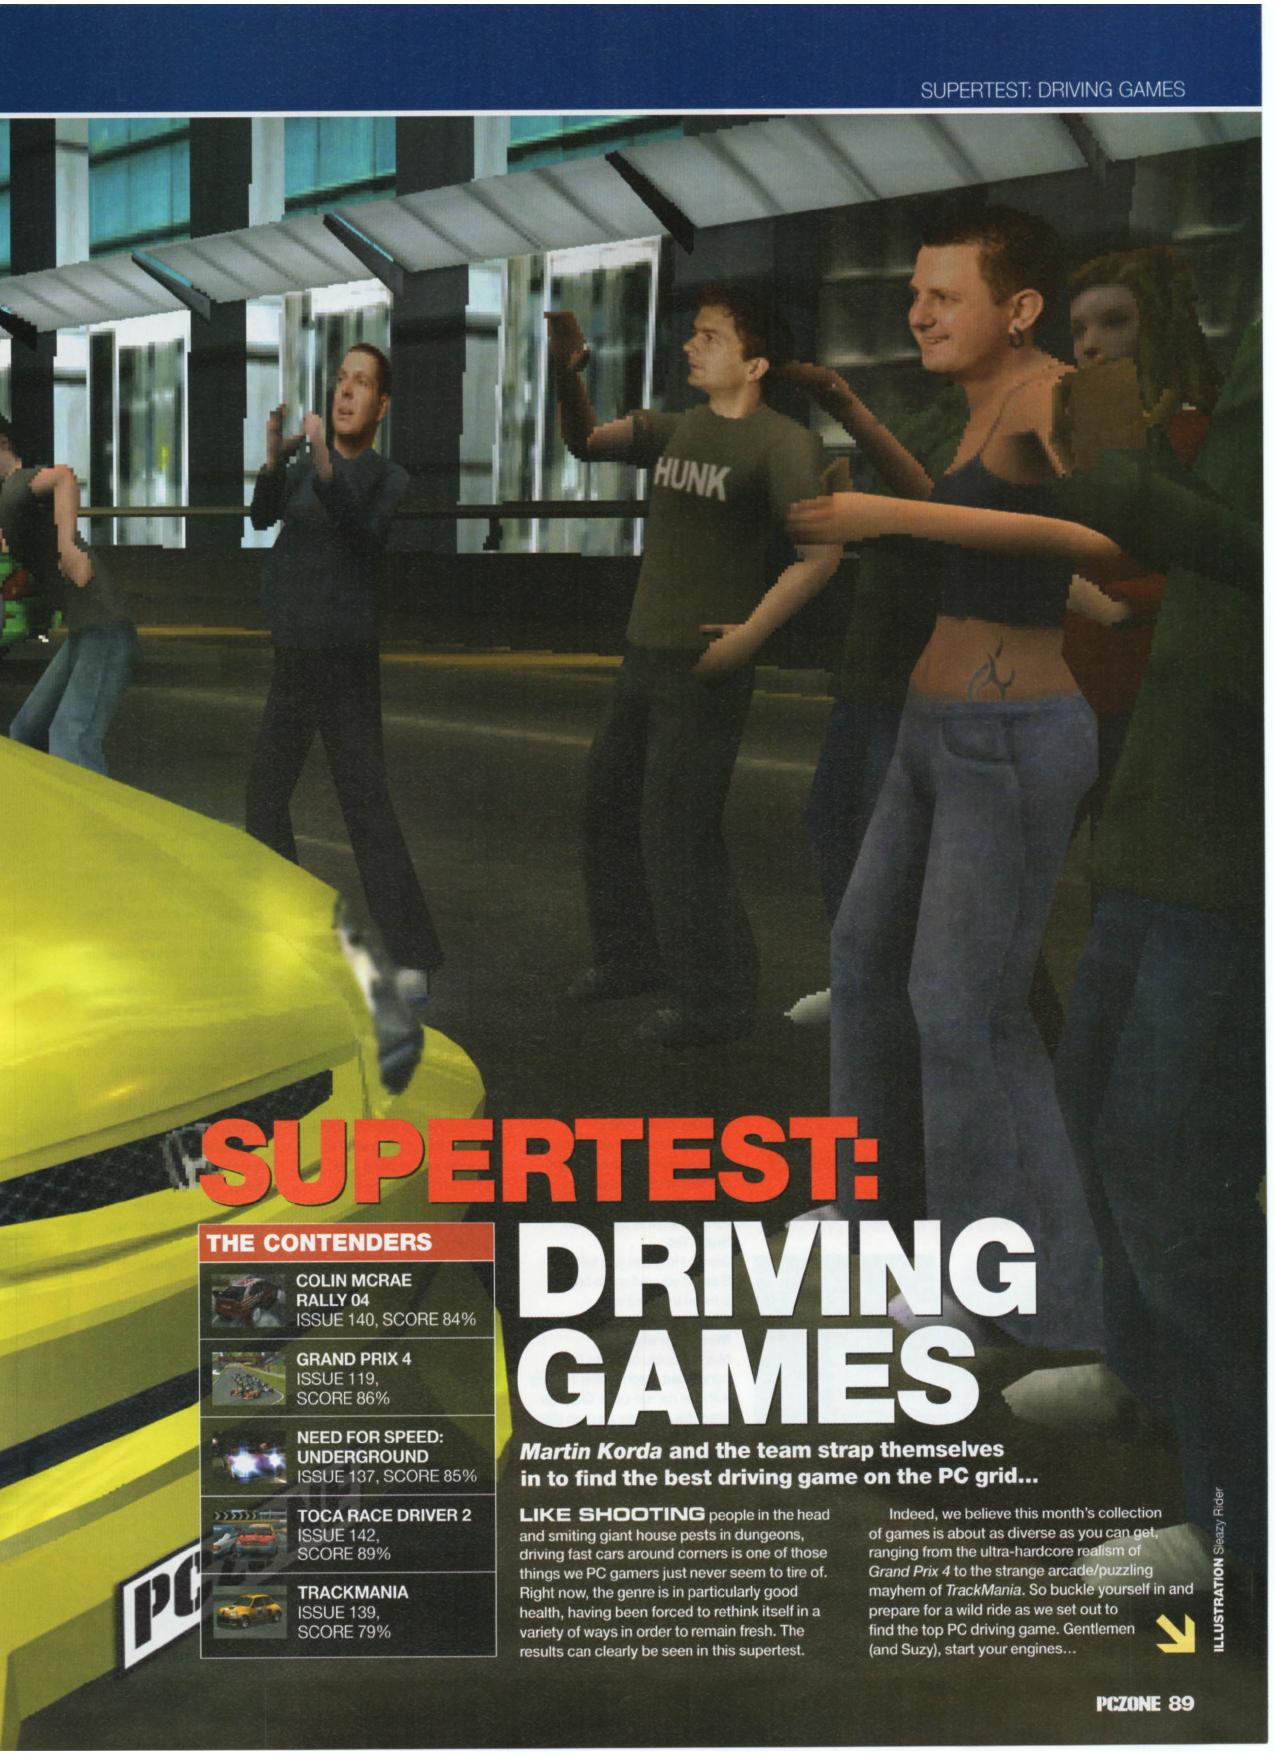 SUPERTEST: DRIVING GAMES
HUNK
SUPERTEST:
DRIVING
GAMES
THE CONTENDERS
COLIN MCRAE
RALLY 04
ISSUE 140, SCORE 84%
GRAND PRIX 4
ISSUE 119,
SCORE 86%
NEED FOR SPEED:
UNDERGROUND
ISSUE 137, SCORE 85%
TOCA RACE DRIVER 2
ISSUE 142,
SCORE 89%
TRACKMANIA
ISSUE 139,
SCORE 79%
PC
Martin Korda and the team strap themselves
in to find the best driving game on the PC grid...
LIKE SHOOTING people in the head
and smiting giant house pests in dungeons,
driving fast cars around corners is one of those
things we PC gamers just never seem to tire of.
Right now, the genre is in particularly good
health, having been forced to rethink itself in a
variety of ways in order to remain fresh. The
results can clearly be seen in this supertest.
Indeed, we believe this month's collection
of games is about as diverse as you can get,
ranging from the ultra-hardcore realism of
Grand Prix 4 to the strange arcade/puzzling
mayhem of TrackMania. So buckle yourself in and
prepare for a wild ride as we set out to
find the top PC driving game. Gentlemen
(and Suzy), start your engines...
ILLUSTRATION Sleazy Rider
PCZONE 89